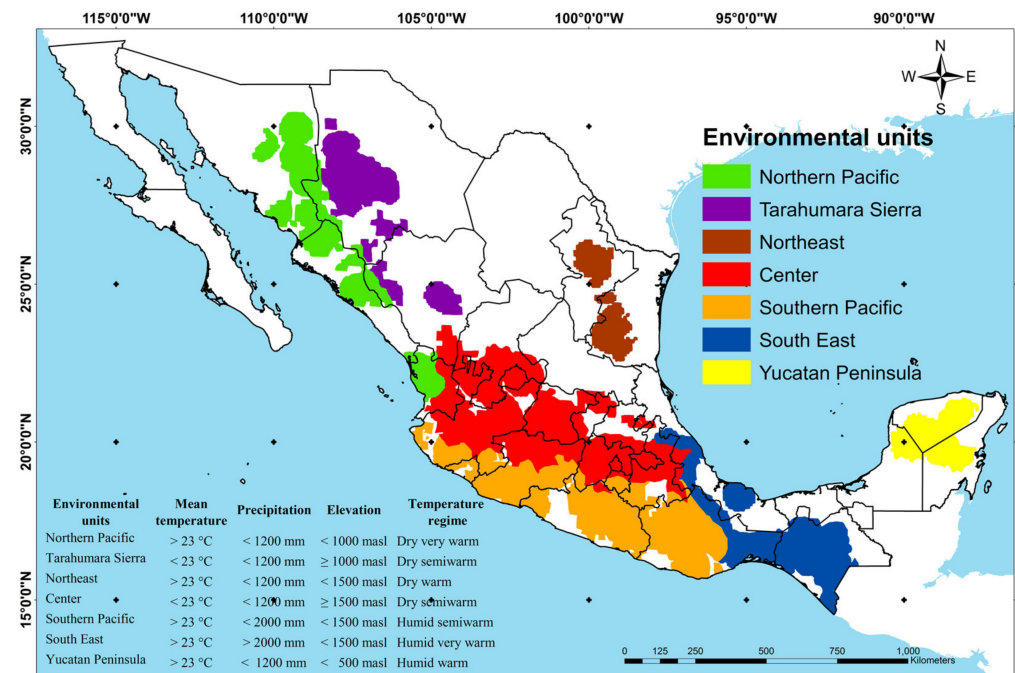 115°0'0"W 110°0'0"W 105°0'0"W 100°0'0"W 95°0'0"W 90°0'0"W
N
W E
S
30°0'0"N
25°0'0"N
20°0'0"N
15°0'0"N
Environmental units
Northern Pacific
Tarahumara Sierra
Northeast
Center
Southern Pacific
South East
Yucatan Peninsula
Environmental units Mean temperature Precipitation Elevation Temperature regime
Northern Pacific > 23 °C < 1200 mm < 1000 masl Dry very warm
Tarahumara Sierra < 23 °C < 1200 mm ≥ 1000 masl Dry semiwarm
Northeast > 23 °C < 1200 mm < 1500 masl Dry warm
Center < 23 °C < 1200 mm ≥ 1500 masl Dry semiwarm
Southern Pacific > 23 °C < 2000 mm < 1500 masl Humid semiwarm
South East > 23 °C > 2000 mm < 1500 masl Humid very warm
Yucatan Peninsula > 23 °C < 1200 mm < 500 masl Humid warm
0 125 250 500 750 1,000
Kilometers